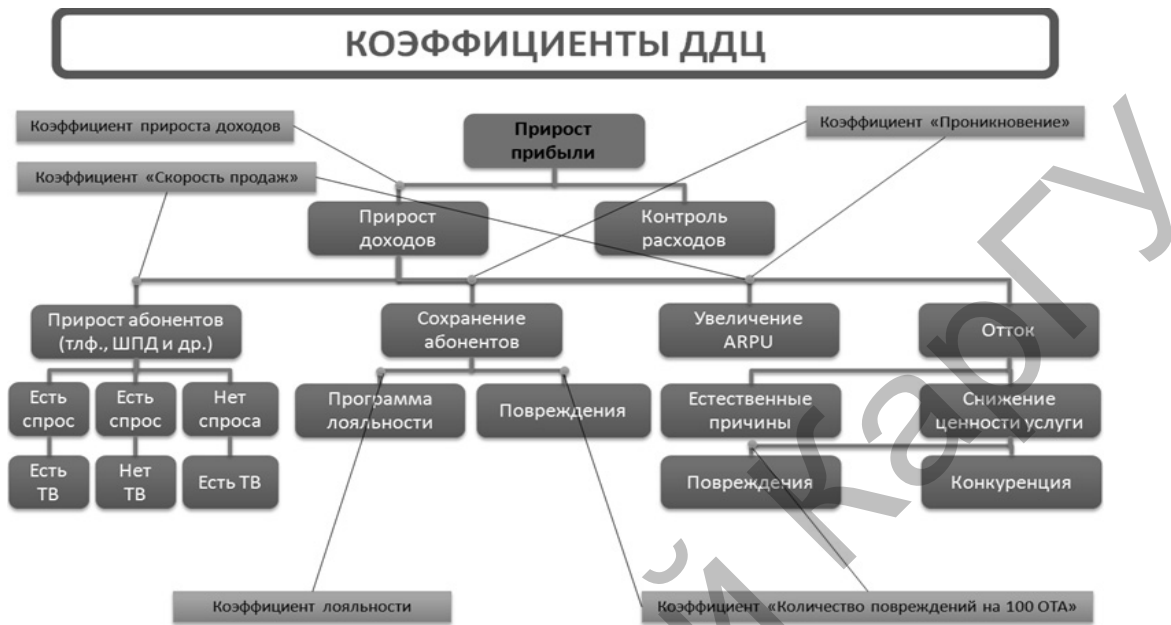 КОЭФФИЦИЕНТЫ ДДЦ
Коэффициент прироста доходов
Прирост
прибыли
Коэффициент «Проникновение»
Коэффициент «Скорость продаж»
Прирост
доходов
Контроль
расходов
Прирост абонентов
(тлф., ШПД и др.)
Сохранение
абонентов
Увеличение
ARPU
Отток
Есть
спрос
Есть
спрос
Нет
спроса
Программа
лояльности
Повреждения
Естественные
причины
Снижение
ценности услуги
Есть
ТВ
Нет
ТВ
Есть ТВ
Повреждения
Конкуренция
Коэффициент лояльности
Коэффициент «Количество повреждений на 100 ОТА»
й КарГУ